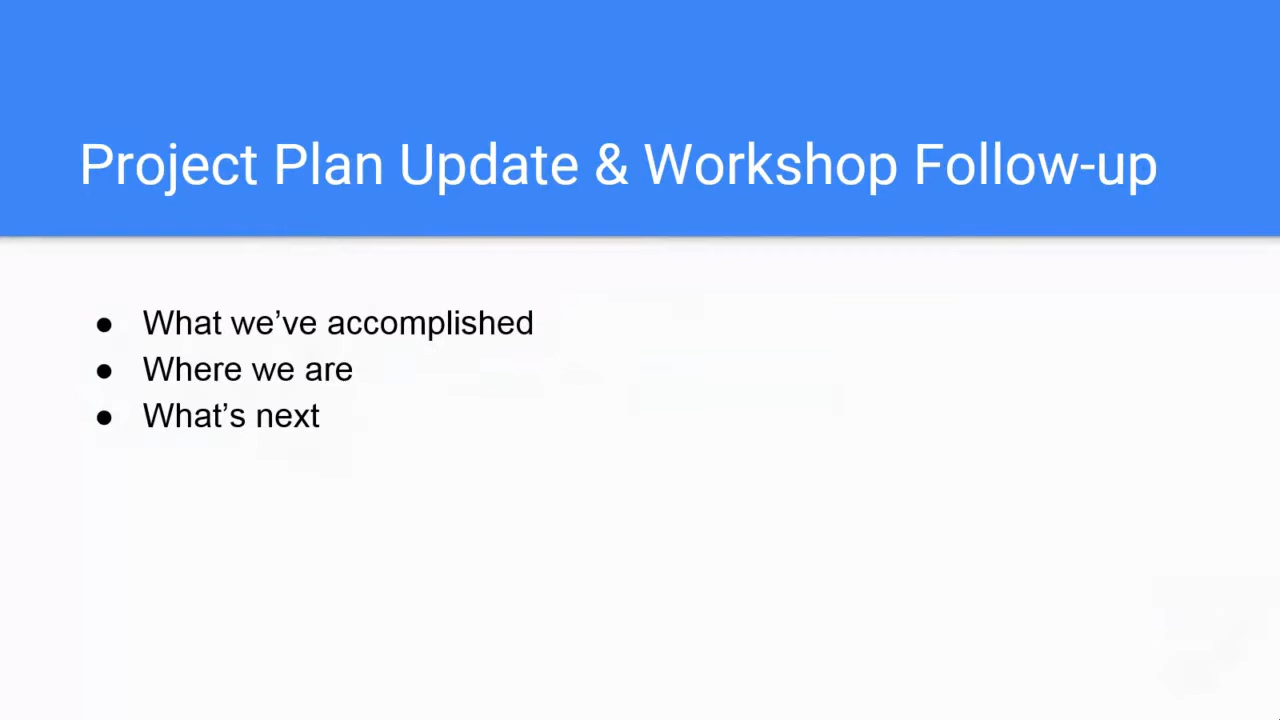 Project Plan Update & Workshop Follow-up
● What we’ve accomplished
● Where we are
● What’s next